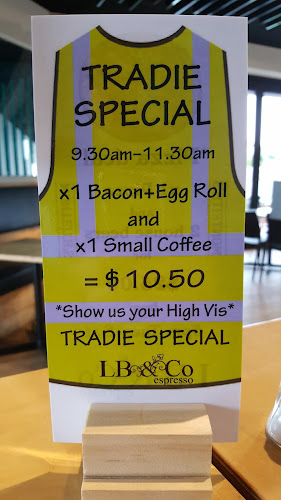 TRADIE
SPECIAL
9.30am-11.30am
x1 Bacon+Egg Roll
and
x1 Small Coffee
=$10.50
*Show us your High Vis*
TRADIE SPECIAL
LB & Co
espresso